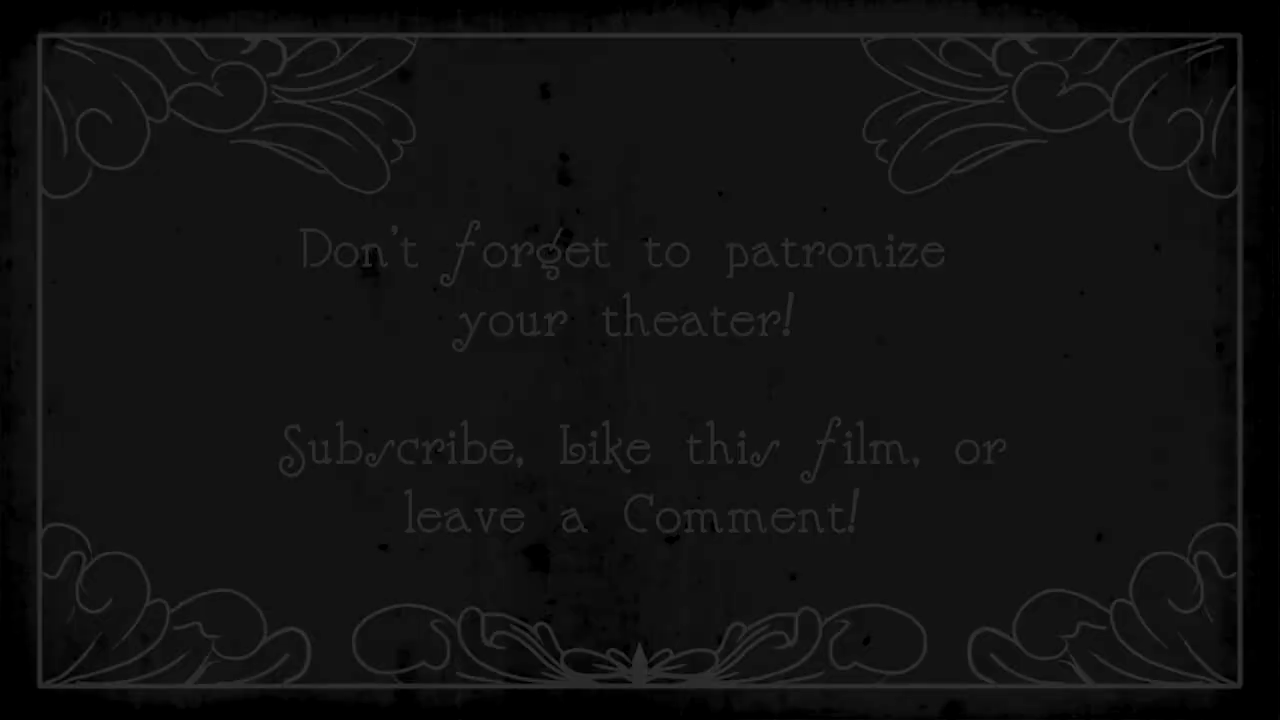 Don't forget to patronize
your theater!
Subscribe, Like this film, or
leave a Comment!